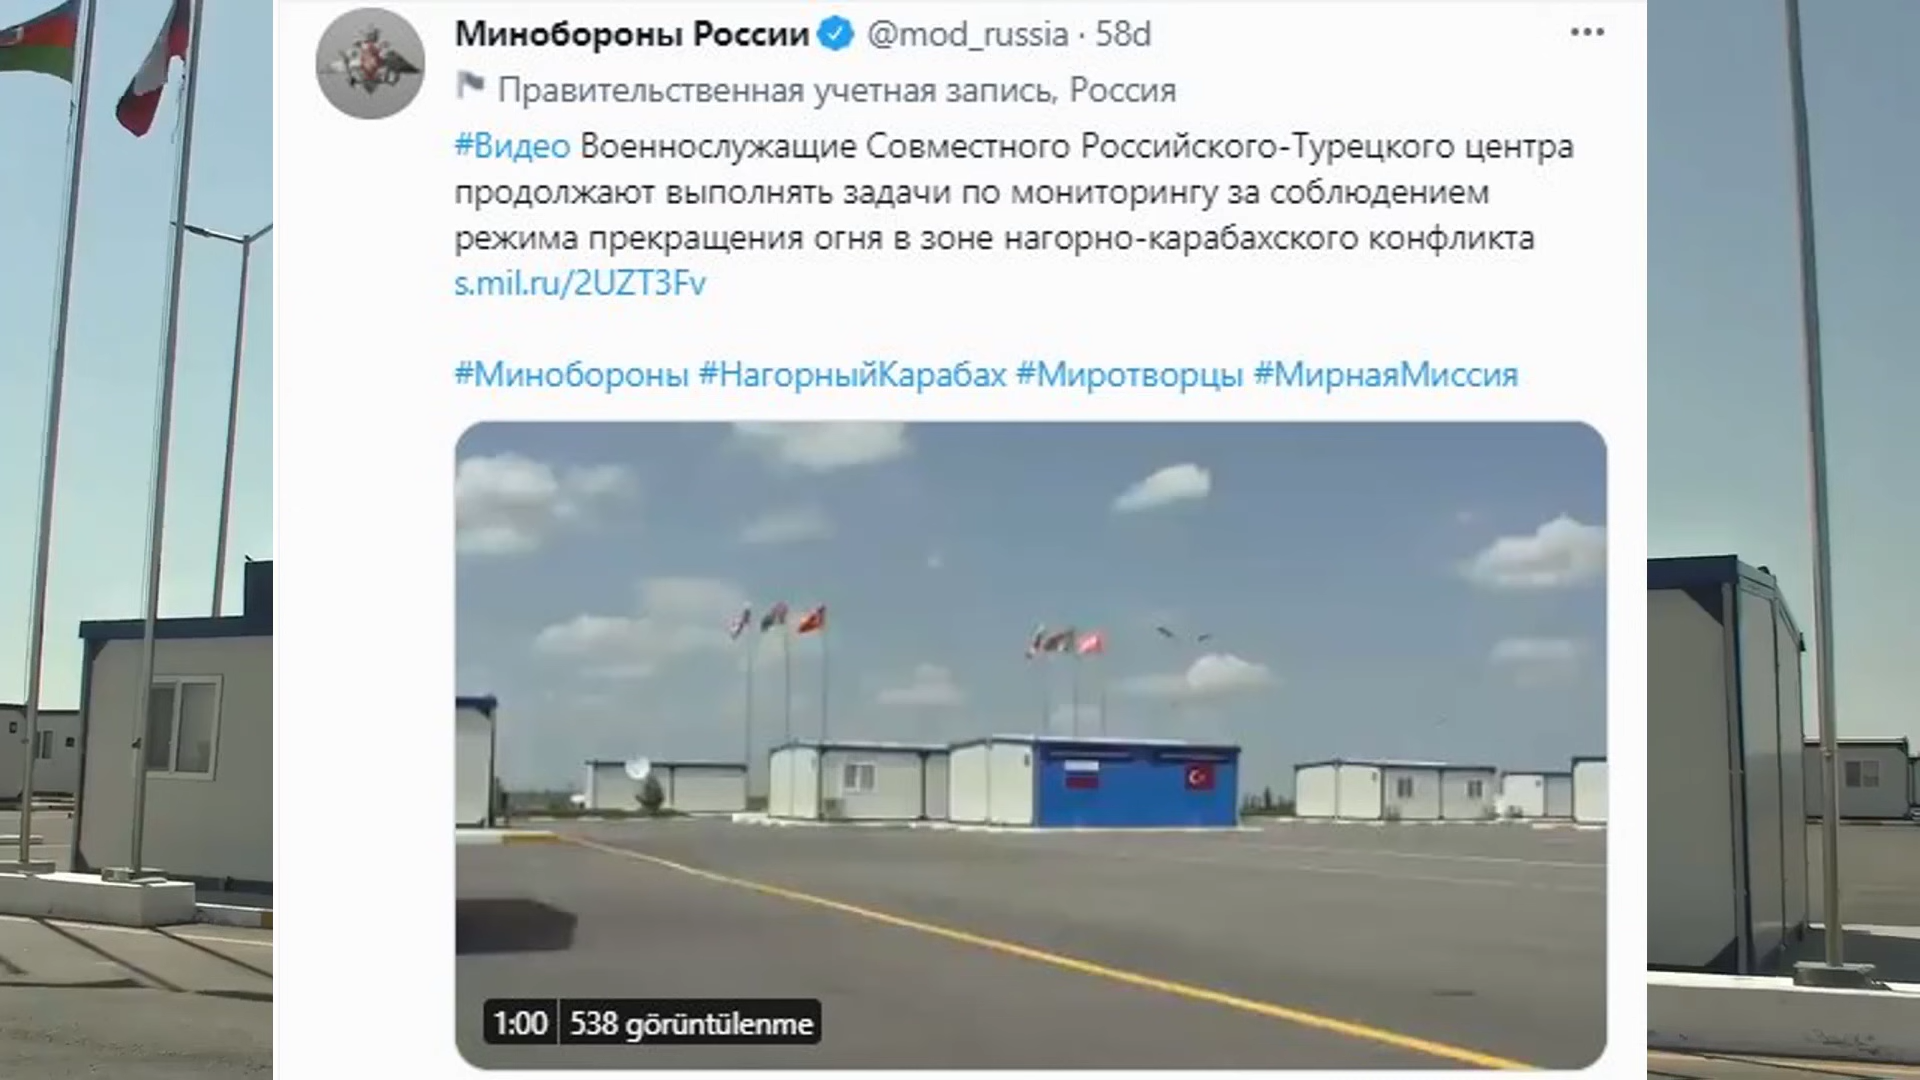 Минобороны России @mod_russia · 58d
Правительственная учетная запись, Россия
#Видео Военнослужащие Совместного Российского-Турецкого центра
продолжают выполнять задачи по мониторингу за соблюдением
режима прекращения огня в зоне нагорно-карабахского конфликта
s.mil.ru/2UZT3Fv
#Минобороны #НагорныйКарабах #Миротворцы #МирнаяМиссия
1:00 538 görüntülenme